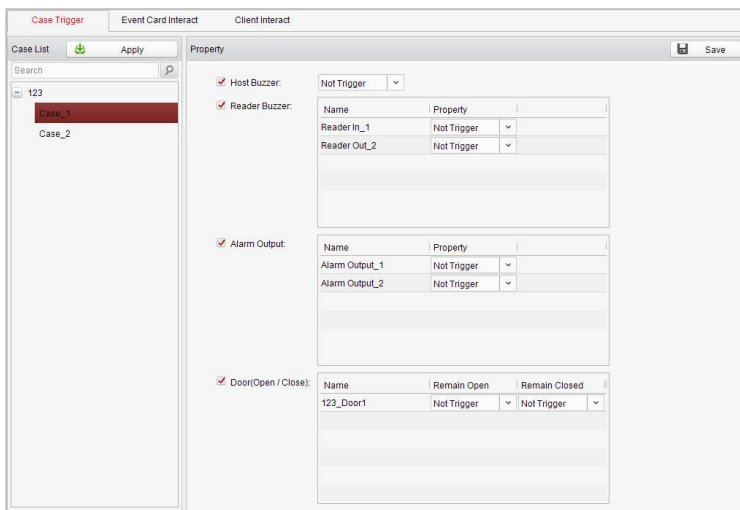 Case Trigger Event Card Interact Client Interact
Case List Apply Property Save
Search
123
Case_1
Case_2
Host Buzzer: Not Trigger
Reader Buzzer: Name Property
Reader In_1 Not Trigger
Reader Out_2 Not Trigger
Alarm Output: Name Property
Alarm Output_1 Not Trigger
Alarm Output_2 Not Trigger
Door(Open / Close): Name Remain Open Remain Closed
123_Door1 Not Trigger Not Trigger